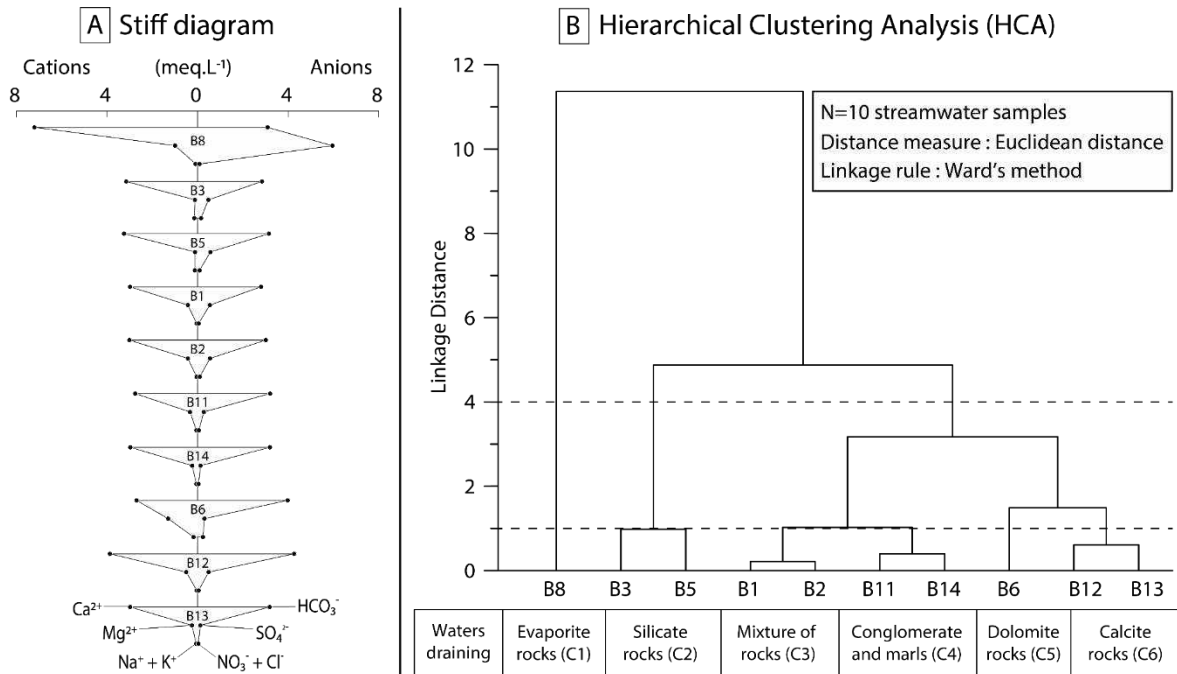 A Stiff diagram
Cations (meq.L⁻¹) Anions
8 4 0 4 8
B8
B3
B5
B1
B2
B11
B14
B6
B12
B13
Ca²⁺ HCO₃⁻
Mg²⁺ SO₄²⁻
Na⁺ + K⁺ NO₃⁻ + Cl⁻
B Hierarchical Clustering Analysis (HCA)
N=10 streamwater samples
Distance measure : Euclidean distance
Linkage rule : Ward's method
Linkage Distance
12
10
8
6
4
2
0
B8 B3 B5 B1 B2 B11 B14 B6 B12 B13
Waters Evaporite Silicate Mixture of Conglomerate Dolomite Calcite
draining rocks (C1) rocks (C2) rocks (C3) and marls (C4) rocks (C5) rocks (C6)